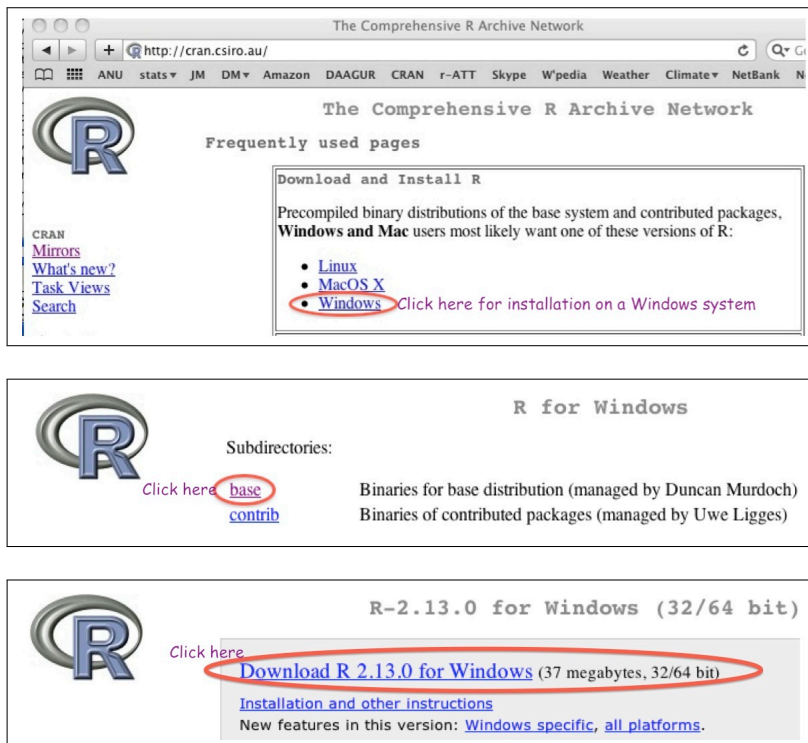 The Comprehensive R Archive Network
http://cran.csiro.au/
ANU stats JM DM Amazon DAAGUR CRAN r-ATT Skype W'pedia Weather Climate NetBank
R
The Comprehensive R Archive Network
Frequently used pages
Download and Install R
Precompiled binary distributions of the base system and contributed packages,
Windows and Mac users most likely want one of these versions of R:
CRAN
Mirrors
What's new?
Task Views
Search
• Linux
• MacOS X
• Windows Click here for installation on a Windows system
R
R for Windows
Subdirectories:
Click here base Binaries for base distribution (managed by Duncan Murdoch)
contrib Binaries of contributed packages (managed by Uwe Ligges)
R
R-2.13.0 for Windows (32/64 bit)
Click here
Download R 2.13.0 for Windows (37 megabytes, 32/64 bit)
Installation and other instructions
New features in this version: Windows specific, all platforms.